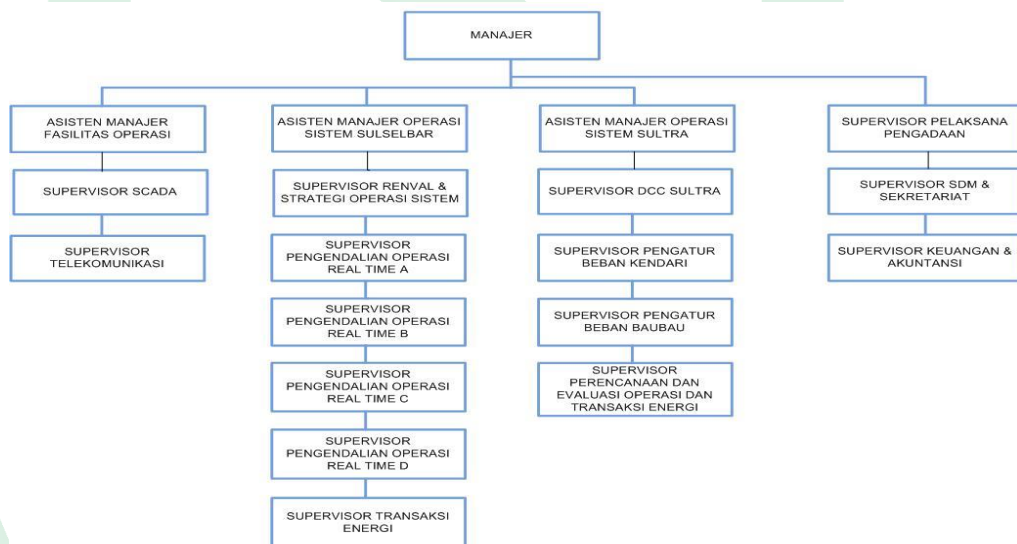 MANAJER
ASISTEN MANAJER
FASILITAS OPERASI
SUPERVISOR SCADA
SUPERVISOR
TELEKOMUNIKASI
ASISTEN MANAJER OPERASI
SISTEM SULSELBAR
SUPERVISOR RENVAL &
STRATEGI OPERASI SISTEM
SUPERVISOR
PENGENDALIAN OPERASI
REAL TIME A
SUPERVISOR
PENGENDALIAN OPERASI
REAL TIME B
SUPERVISOR
PENGENDALIAN OPERASI
REAL TIME C
SUPERVISOR
PENGENDALIAN OPERASI
REAL TIME D
SUPERVISOR TRANSAKSI
ENERGI
ASISTEN MANAJER OPERASI
SISTEM SULTRA
SUPERVISOR DCC SULTRA
SUPERVISOR PENGATUR
BEBAN KENDARI
SUPERVISOR PENGATUR
BEBAN BAUBAU
SUPERVISOR
PERENCANAAN DAN
EVALUASI OPERASI DAN
TRANSAKSI ENERGI
SUPERVISOR PELAKSANA
PENGADAAN
SUPERVISOR SDM &
SEKRETARIAT
SUPERVISOR KEUANGAN &
AKUNTANSI